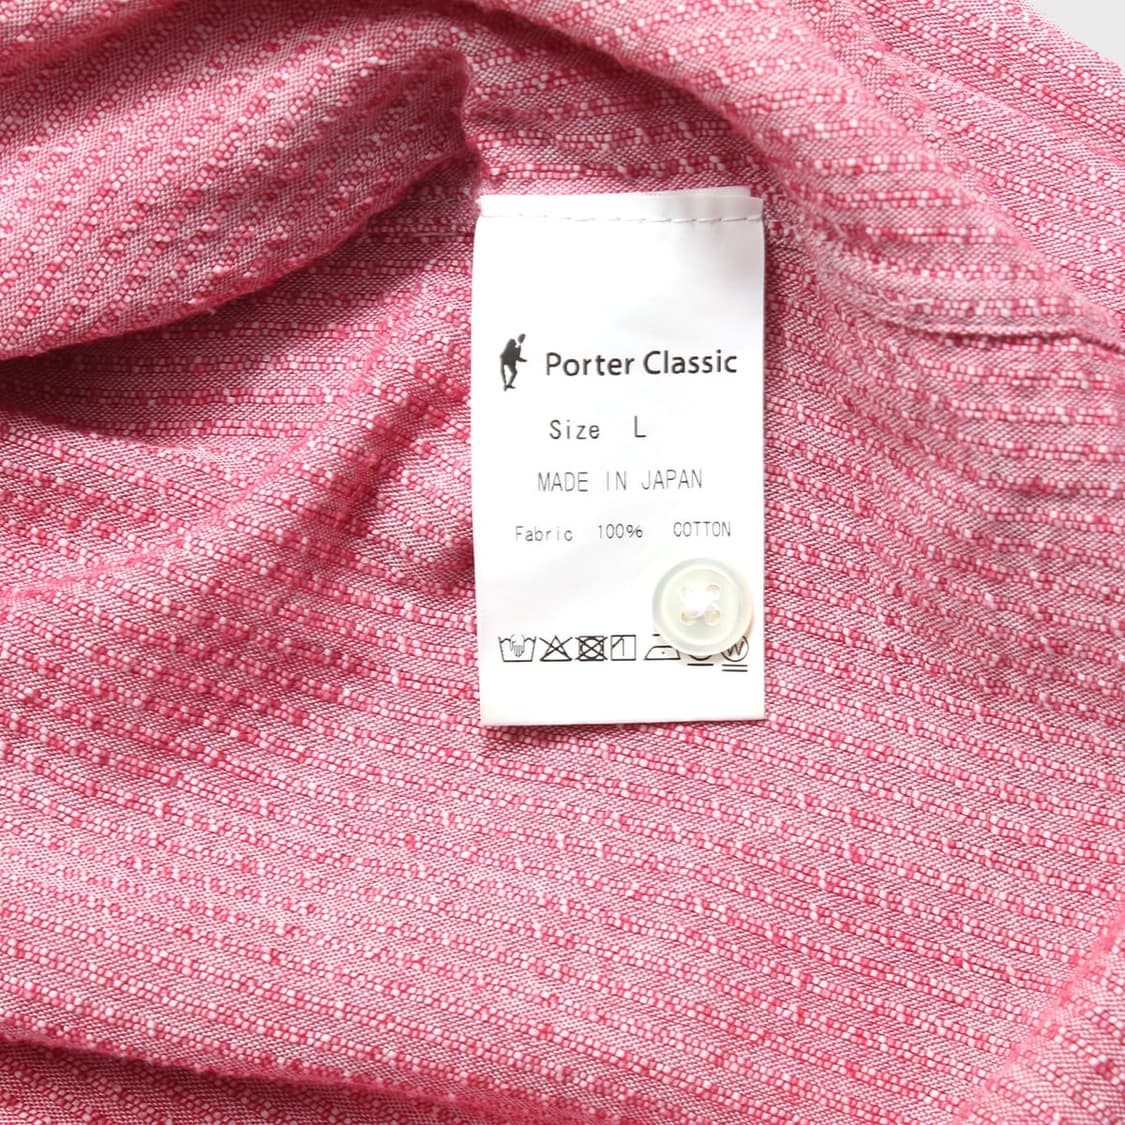 Porter Classic
Size L
MADE IN JAPAN
Fabric 100% COTTON
W